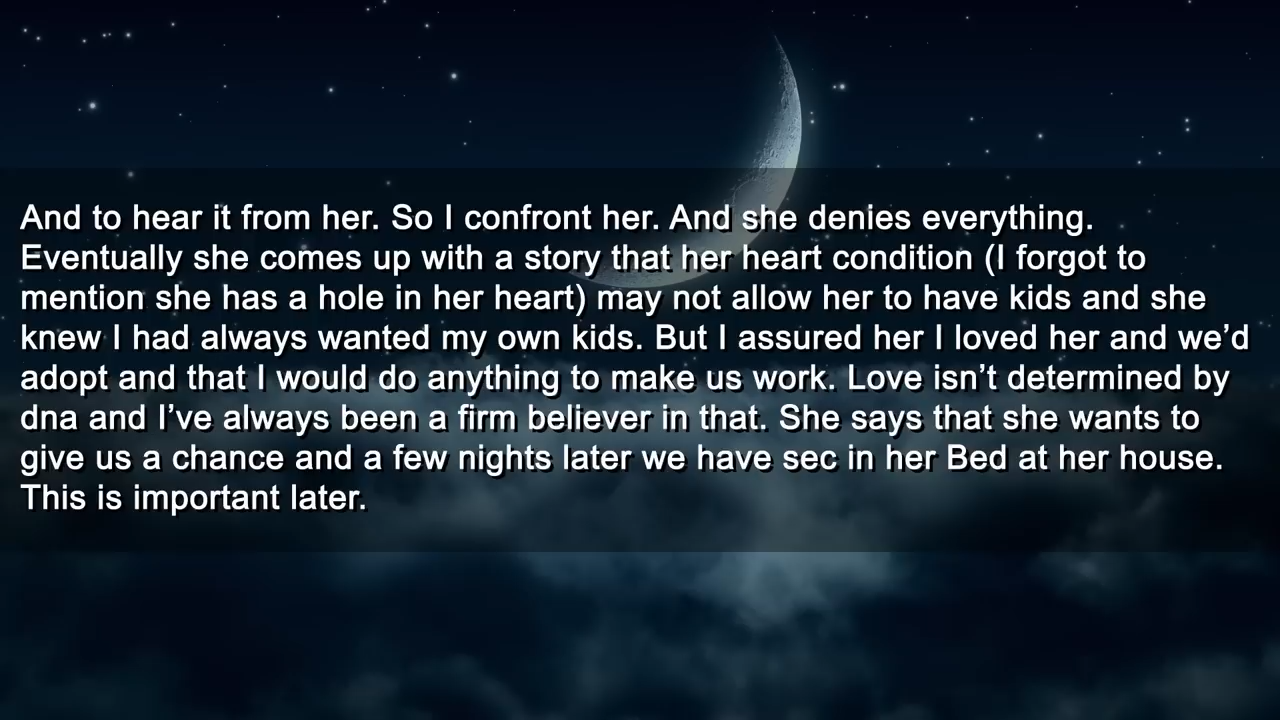 And to hear it from her. So I confront her. And she denies everything.
Eventually she comes up with a story that her heart condition (I forgot to
mention she has a hole in her heart) may not allow her to have kids and she
knew I had always wanted my own kids. But I assured her I loved her and we’d
adopt and that I would do anything to make us work. Love isn’t determined by
dna and I’ve always been a firm believer in that. She says that she wants to
give us a chance and a few nights later we have sec in her Bed at her house.
This is important later.